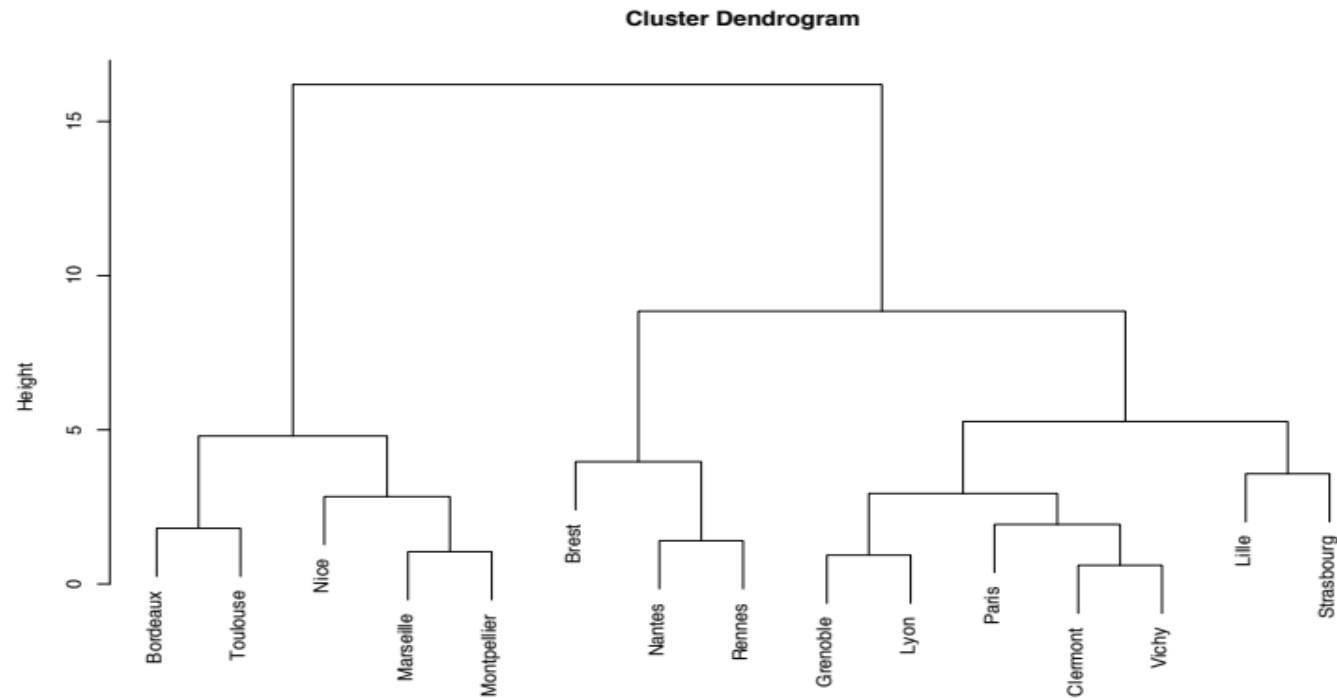 Cluster Dendrogram
Height
15
10
5
0
Bordeaux
Toulouse
Nice
Marseille
Montpellier
Brest
Nantes
Rennes
Grenoble
Lyon
Paris
Clermont
Vichy
Lille
Strasbourg